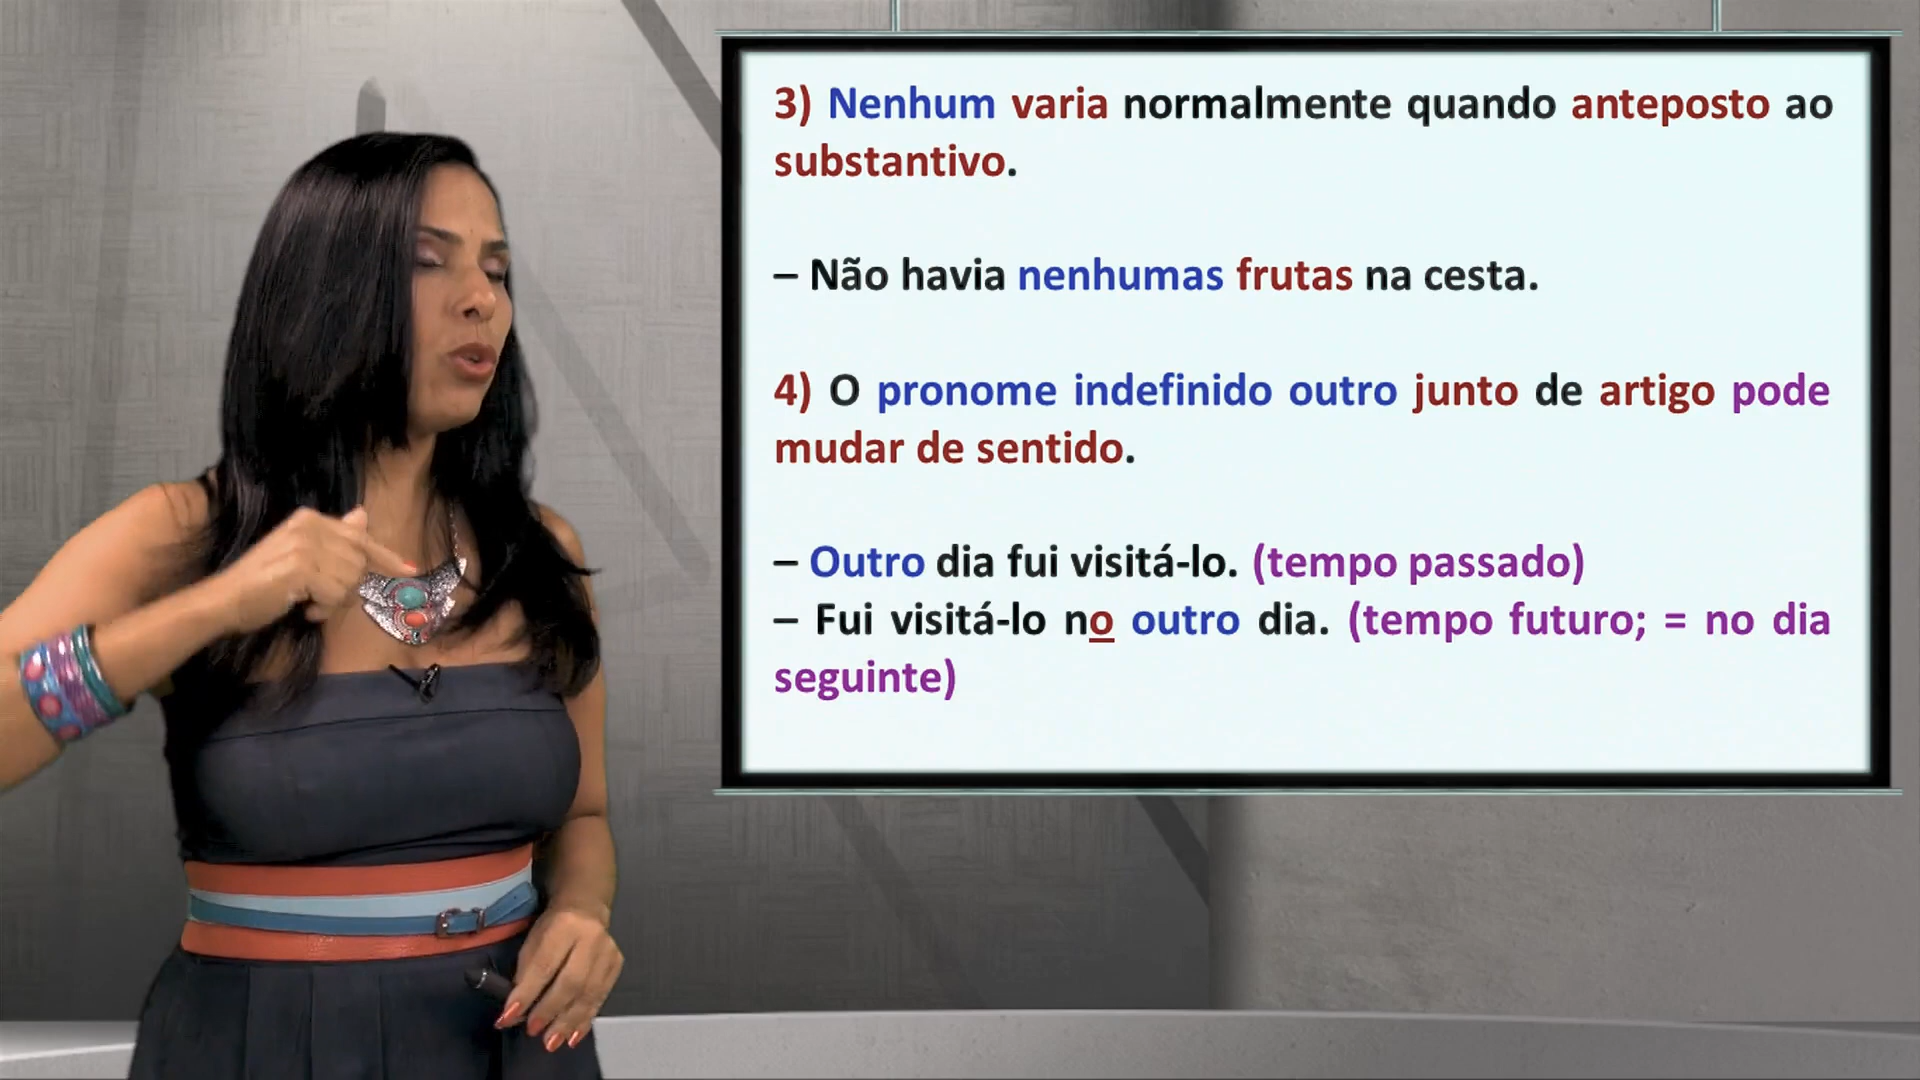 3) Nenhum varia normalmente quando anteposto ao
substantivo.
– Não havia nenhumas frutas na cesta.
4) O pronome indefinido outro junto de artigo pode
mudar de sentido.
– Outro dia fui visitá-lo. (tempo passado)
– Fui visitá-lo no outro dia. (tempo futuro; = no dia
seguinte)